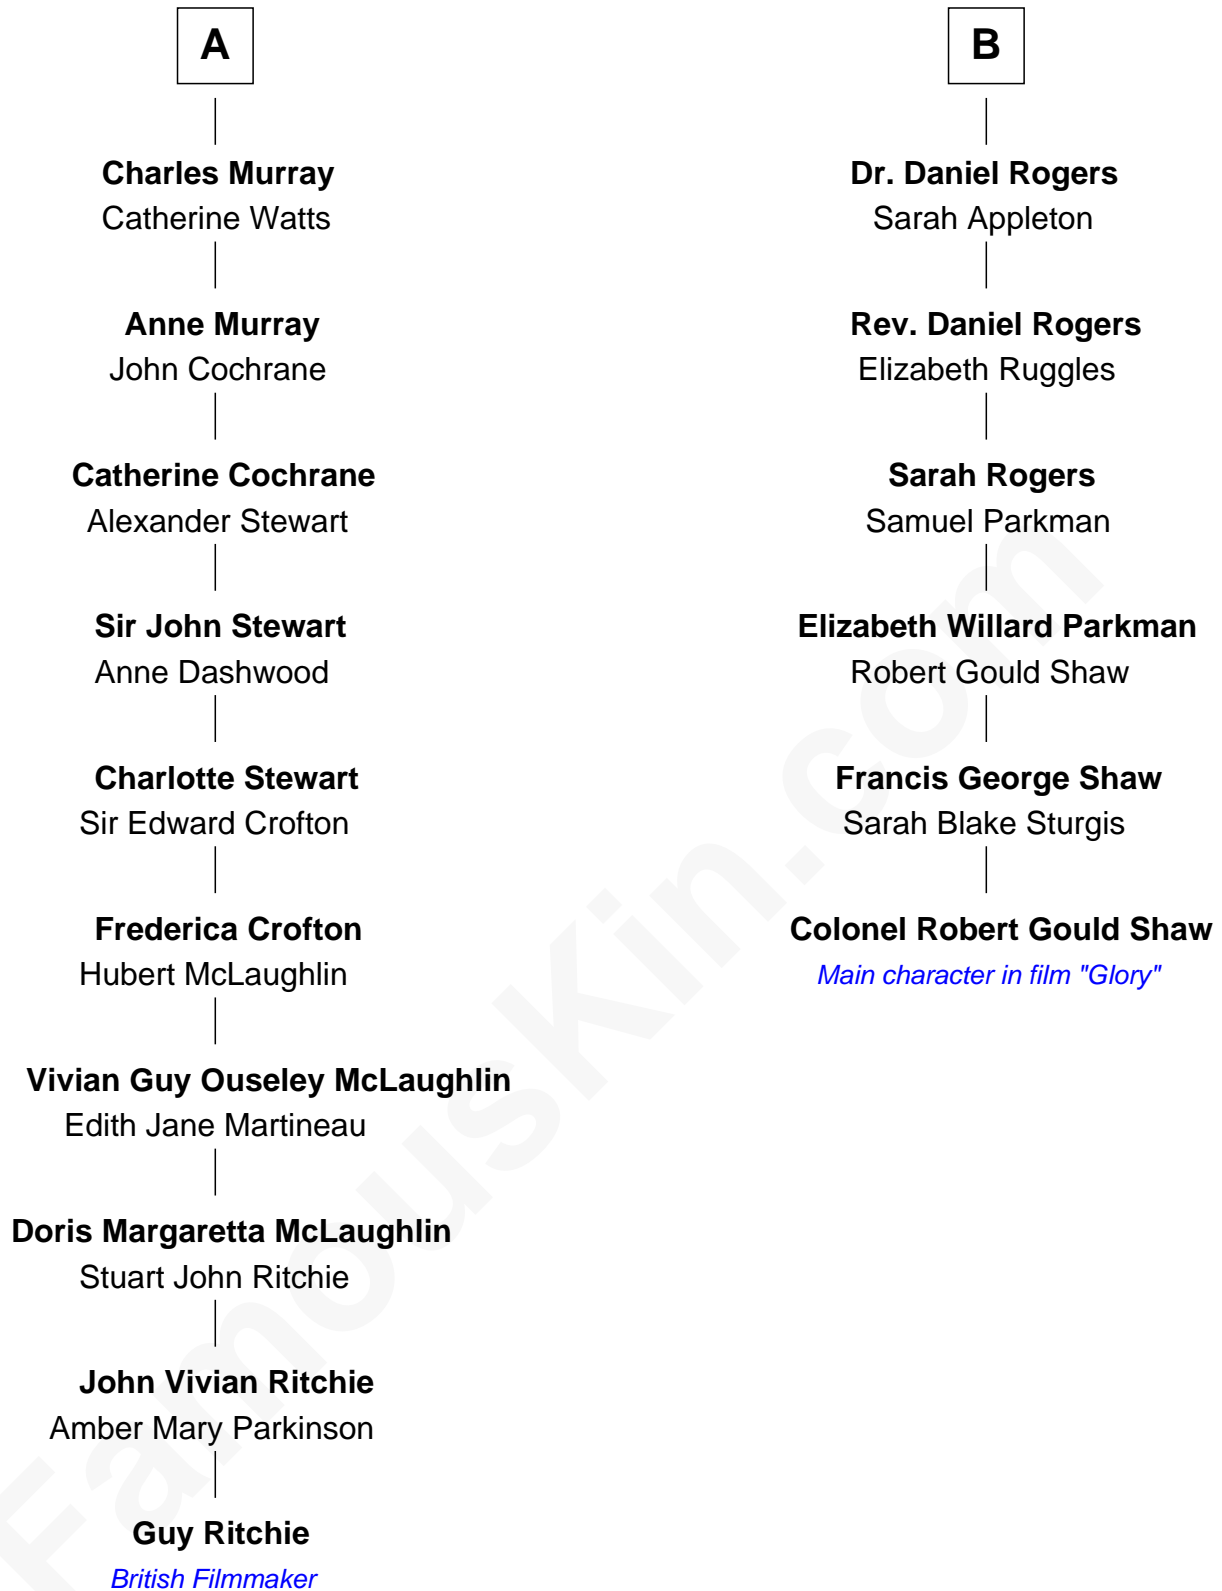 A
Charles Murray
Catherine Watts
Anne Murray
John Cochrane
Catherine Cochrane
Alexander Stewart
Sir John Stewart
Anne Dashwood
Charlotte Stewart
Sir Edward Crofton
Frederica Crofton
Hubert McLaughlin
Vivian Guy Ouseley McLaughlin
Edith Jane Martineau
Doris Margaretta McLaughlin
Stuart John Ritchie
John Vivian Ritchie
Amber Mary Parkinson
Guy Ritchie
British Filmmaker
B
Dr. Daniel Rogers
Sarah Appleton
Rev. Daniel Rogers
Elizabeth Ruggles
Sarah Rogers
Samuel Parkman
Elizabeth Willard Parkman
Robert Gould Shaw
Francis George Shaw
Sarah Blake Sturgis
Colonel Robert Gould Shaw
Main character in film "Glory"
FamousKin.com